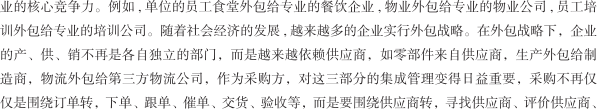 业的核心竞争力。例如,单位的员工食堂外包给专业的餐饮企业,物业外包给专业的物业公司,员工培
训外包给专业的培训公司。随着社会经济的发展,越来越多的企业实行外包战略。在外包战略下,企业
的产、供、销不再是各自独立的部门,而是越来越依赖供应商,如零部件来自供应商,生产外包给制
造商,物流外包给第三方物流公司,作为采购方,对这三部分的集成管理变得日益重要,采购不再仅
仅是围绕订单转,下单、跟单、催单、交货、验收等,而是要围绕供应商转,寻找供应商、评价供应商、